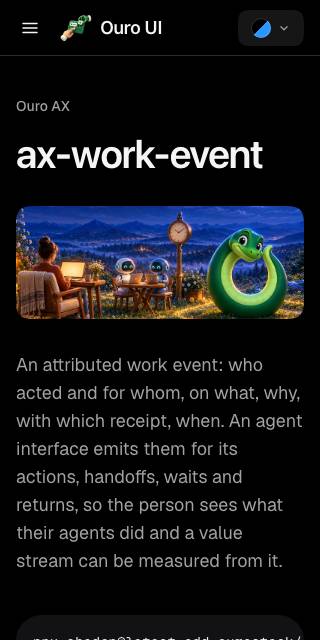 Ouro UI
Ouro AX
ax-work-event
An attributed work event: who
acted and for whom, on what, why,
with which receipt, when. An agent
interface emits them for its
actions, handoffs, waits and
returns, so the person sees what
their agents did and a value
stream can be measured from it.